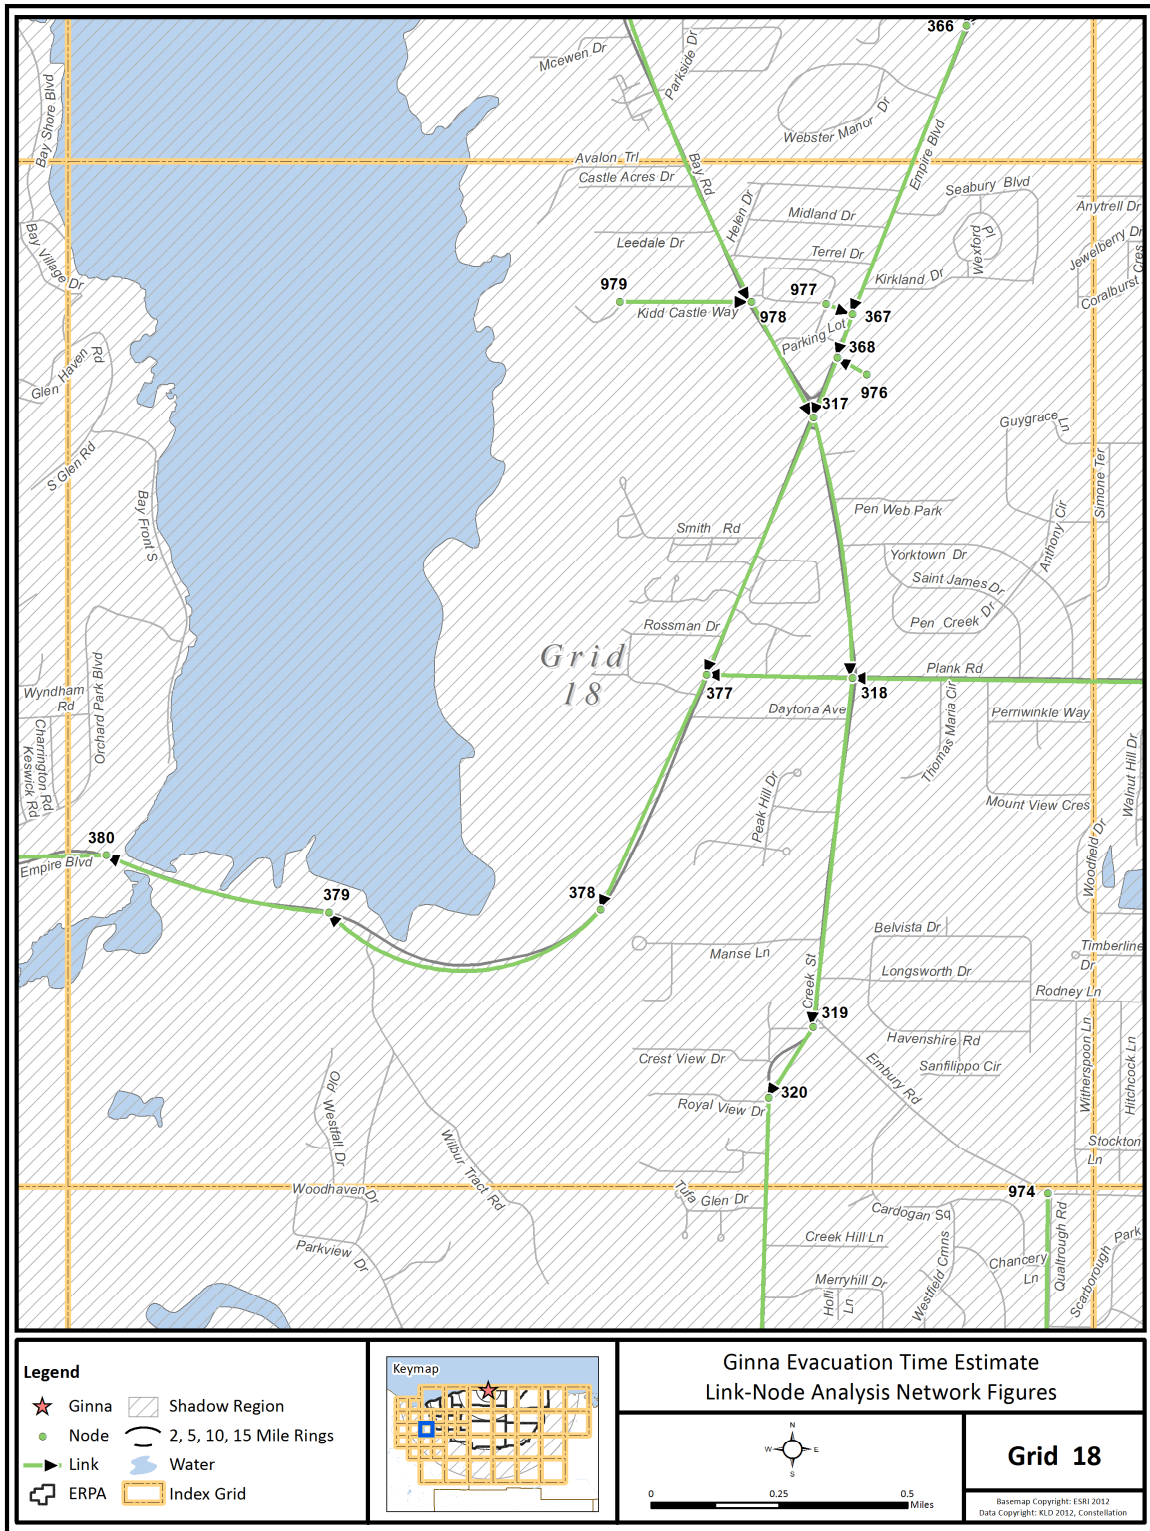 366
Mcewen Dr
Parkside Dr
Bay Shore Blvd
Webster Manor Dr
Empire Blvd
Avalon Trl
Castle Acres Dr
Bay Rd
Seabury Blvd
Helen Dr
Midland Dr
Anytrell Dr
Bay Village Dr
Leedale Dr
Terrel Dr
Wexford Pl
Jewelberry Dr
Cres
Kirkland Dr
979
977
Coralburst
Kidd Castle Way
978
367
Parking Lot
368
Glen Haven Rd
976
317
Guygrace Ln
S Glen Rd
Simone Ter
Bay Front S
Pen Web Park
Smith Rd
Anthony Cir
Yorktown Dr
Saint James Dr
Rossman Dr
Pen Creek Dr
Grid
18
Plank Rd
Wyndham
Rd
Orchard Park Blvd
377
318
Daytona Ave
Thomas Maria Cir
Perriwinkle Way
Charrington Rd
Keswick Rd
Peak Hill Dr
Walnut Hill Dr
Mount View Cres
380
Empire Blvd
Woodfield Dr
379
378
Belvista Dr
Manse Ln
Timberline
Dr
Longsworth Dr
Creek St
Rodney Ln
319
Havenshire Rd
Crest View Dr
Embury Rd
Sanfilippo Cir
Witherspoon Ln
Hitchcock Ln
Old Westfall Dr
320
Royal View Dr
Wilbur Tract Rd
Stockton
Ln
Woodhaven Dr
Tufa
Glen Dr
974
Cardogan Sq
Qualtrough Rd
Parkview Dr
Creek Hill Ln
Westfield Cmns
Chancery
Ln
Park
Scarborough
Merryhill Dr
Holli
Ln
Legend
Ginna
Shadow Region
Node
2, 5, 10, 15 Mile Rings
Link
Water
ERPA
Index Grid
Keymap
Ginna Evacuation Time Estimate
Link-Node Analysis Network Figures
N
W E
S
0 0.25 0.5
Miles
Grid 18
Basemap Copyright: ESRI 2012
Data Copyright: KLD 2012, Constellation